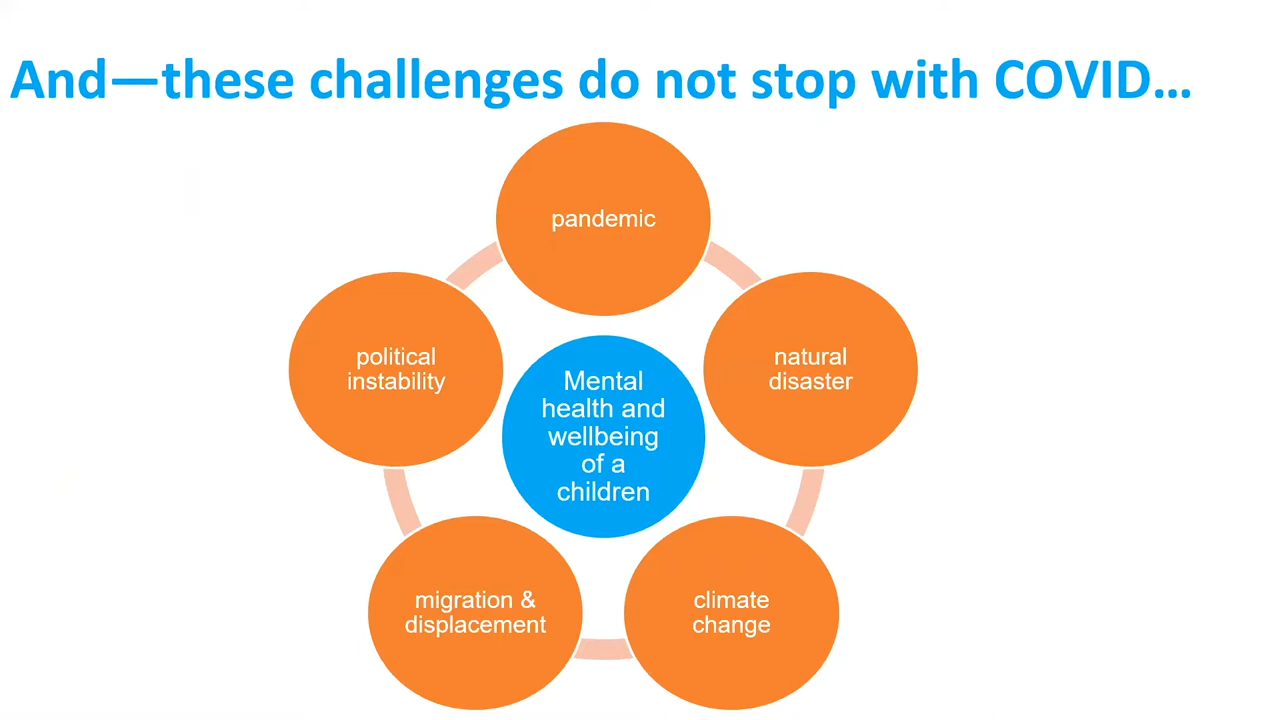 And—these challenges do not stop with COVID...
pandemic
political
instability
natural
disaster
Mental
health and
wellbeing
of a
children
migration &
displacement
climate
change